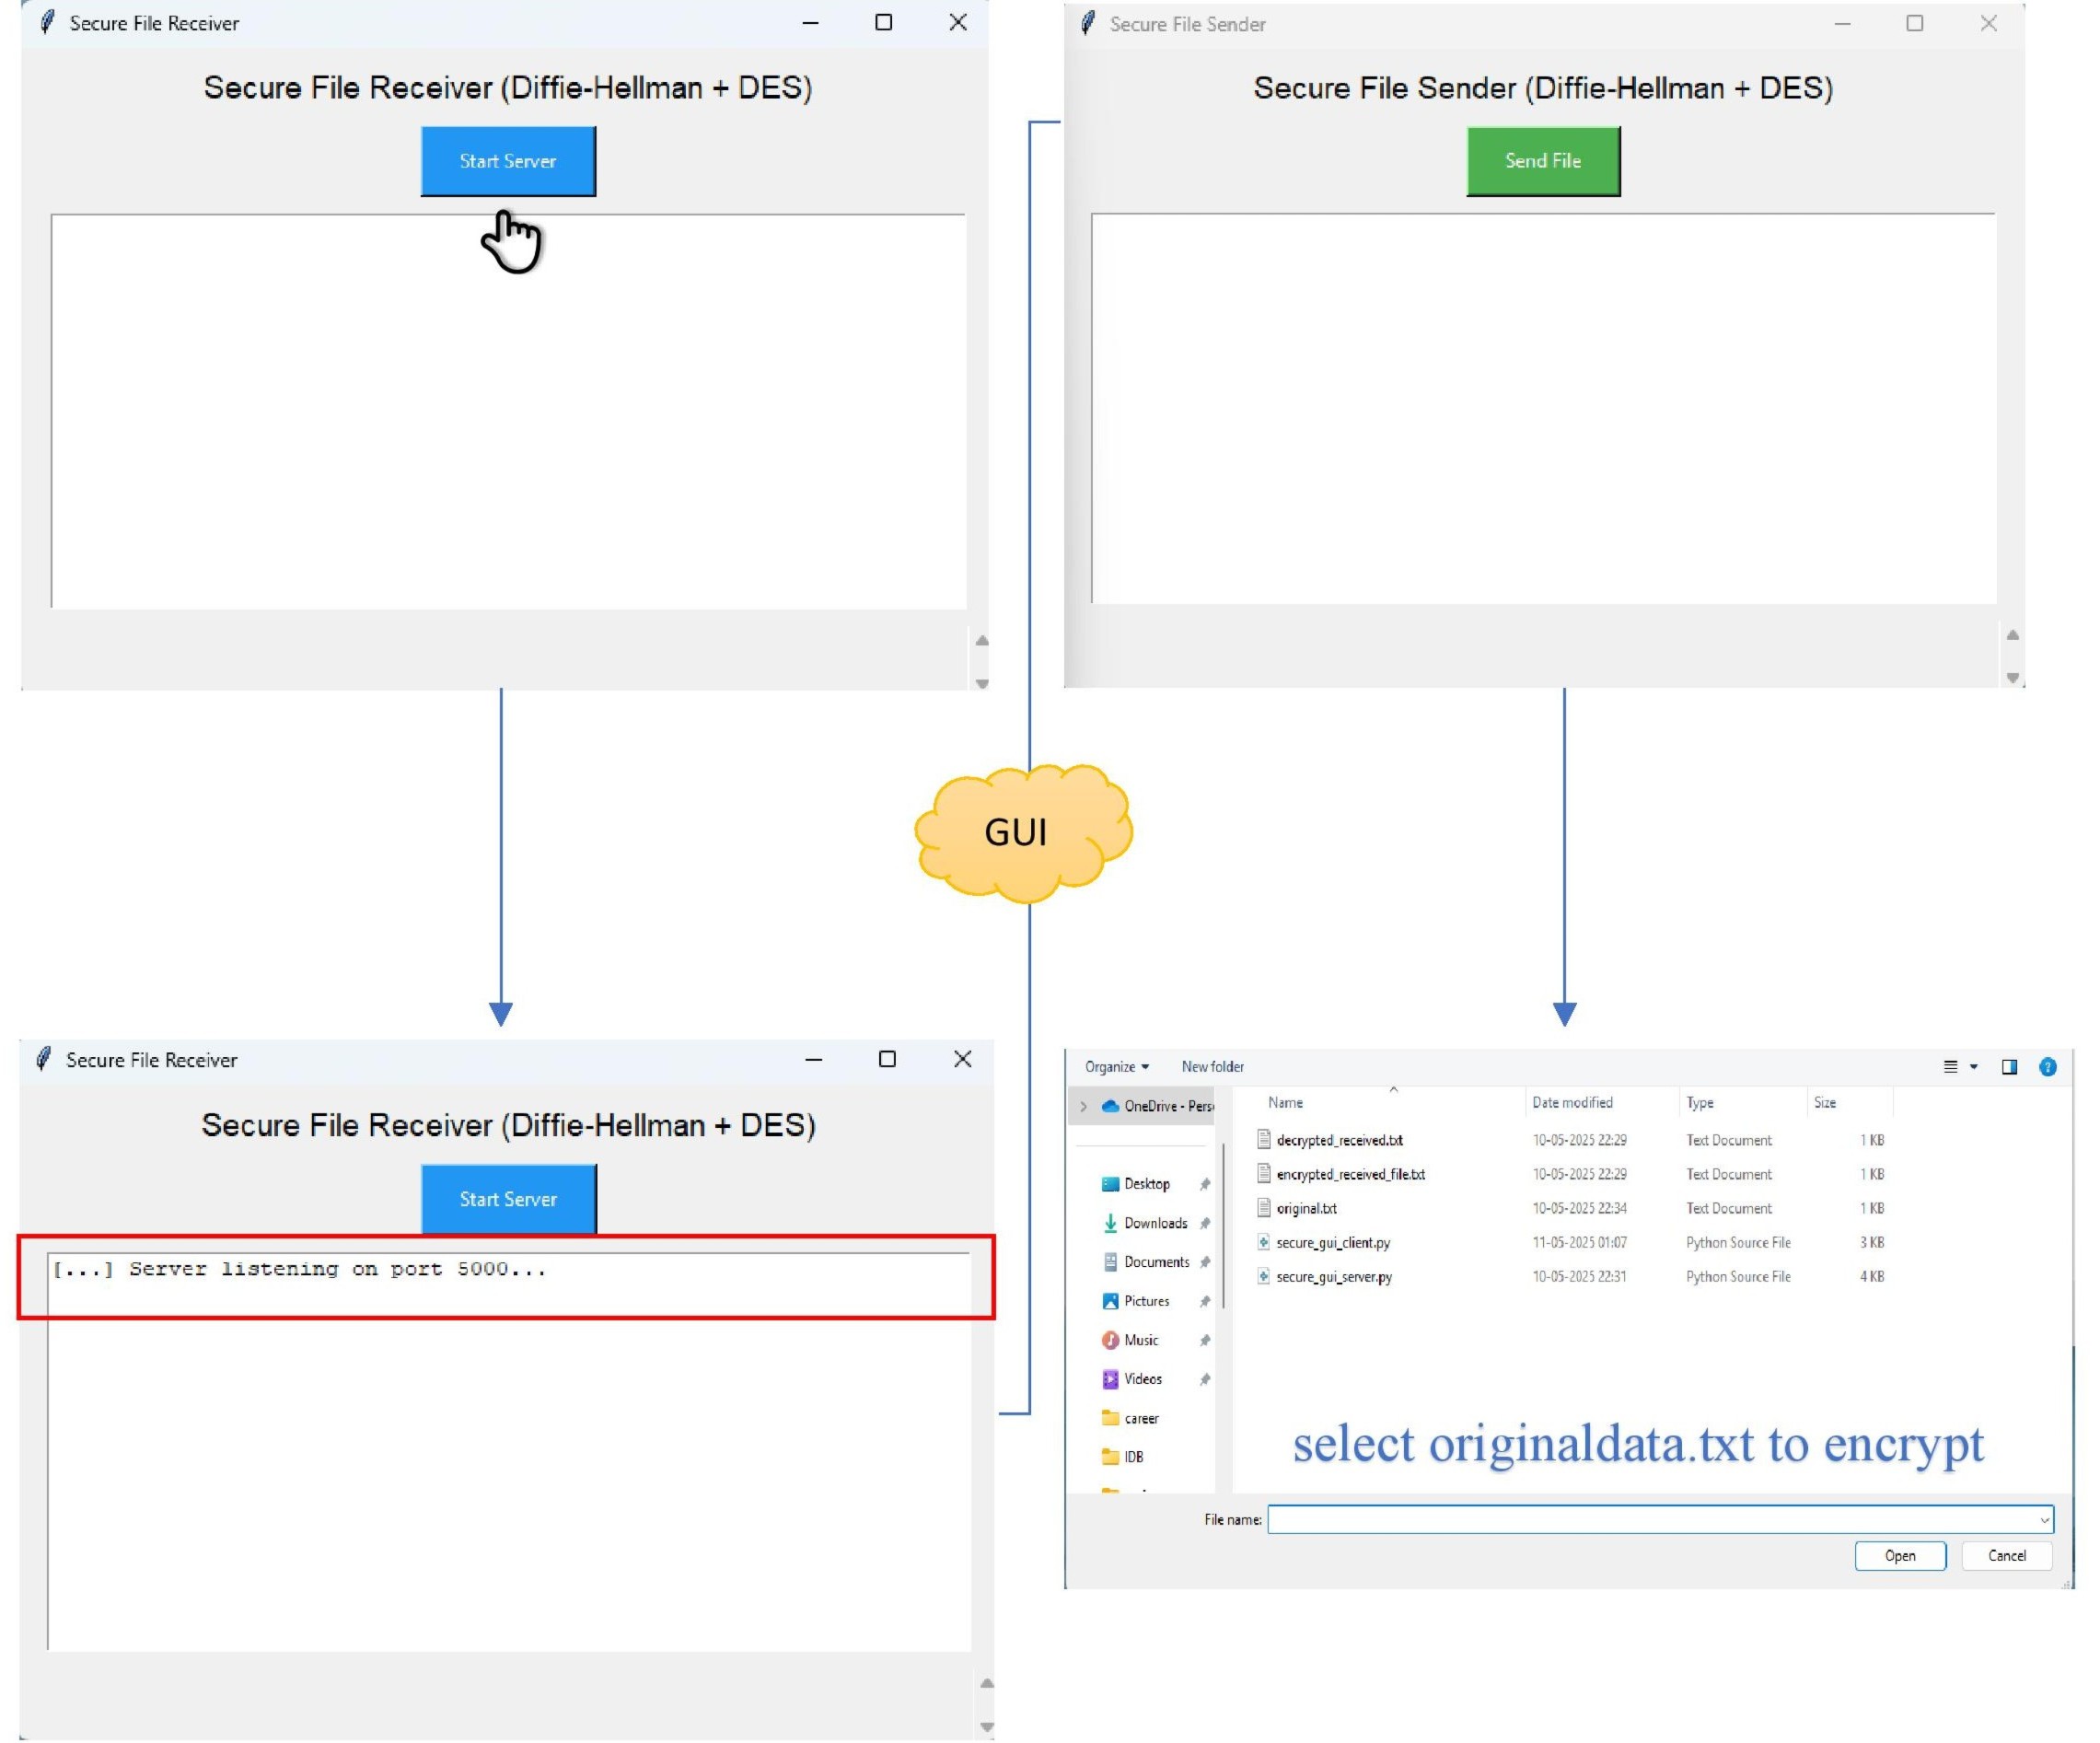 Secure File Receiver
Secure File Receiver (Diffie-Hellman + DES)
Start Server
Secure File Sender
Secure File Sender (Diffie-Hellman + DES)
Send File
GUI
Secure File Receiver
Secure File Receiver (Diffie-Hellman + DES)
Start Server
[...] Server listening on port 5000...
Organize New folder
OneDrive - Pers
Desktop
Downloads
Documents
Pictures
Music
Videos
career
IDB
Name Date modified Type Size
decrypted_received.txt 10-05-2025 22:29 Text Document 1 KB
encrypted_received_file.txt 10-05-2025 22:29 Text Document 1 KB
original.txt 10-05-2025 22:34 Text Document 1 KB
secure_gui_client.py 11-05-2025 01:07 Python Source File 3 KB
secure_gui_server.py 10-05-2025 22:31 Python Source File 4 KB
select originaldata.txt to encrypt
File name:
Open Cancel